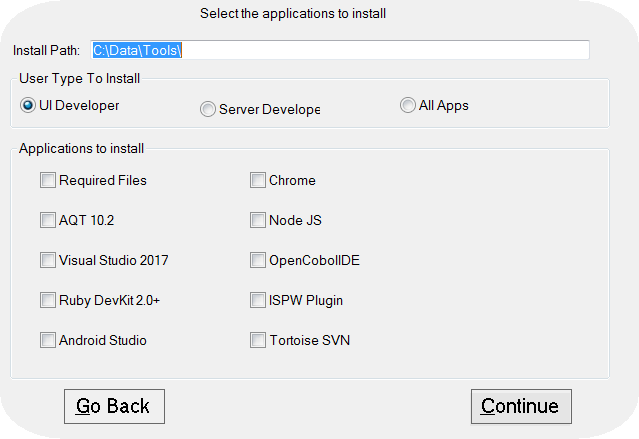 Select the applications to install
Install Path: C:\Data\Tools\
User Type To Install
UI Developer Server Develope All Apps
Applications to install
Required Files Chrome
AQT 10.2 Node JS
Visual Studio 2017 OpenCobolIDE
Ruby DevKit 2.0+ ISPW Plugin
Android Studio Tortoise SVN
Go Back Continue